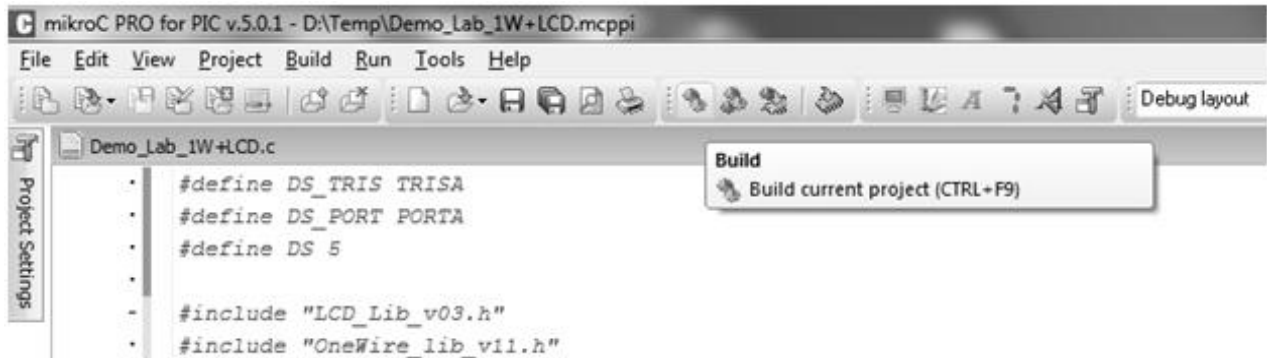 mikroC PRO for PIC v.5.0.1 - D:\Temp\Demo_Lab_1W+LCD.mcppi
File Edit View Project Build Run Tools Help
Debug layout
Demo_Lab_1W+LCD.c
Build
Build current project (CTRL+F9)
Project Settings
#define DS_TRIS TRISA
#define DS_PORT PORTA
#define DS 5
#include "LCD_Lib_v03.h"
#include "OneWire_lib_v11.h"